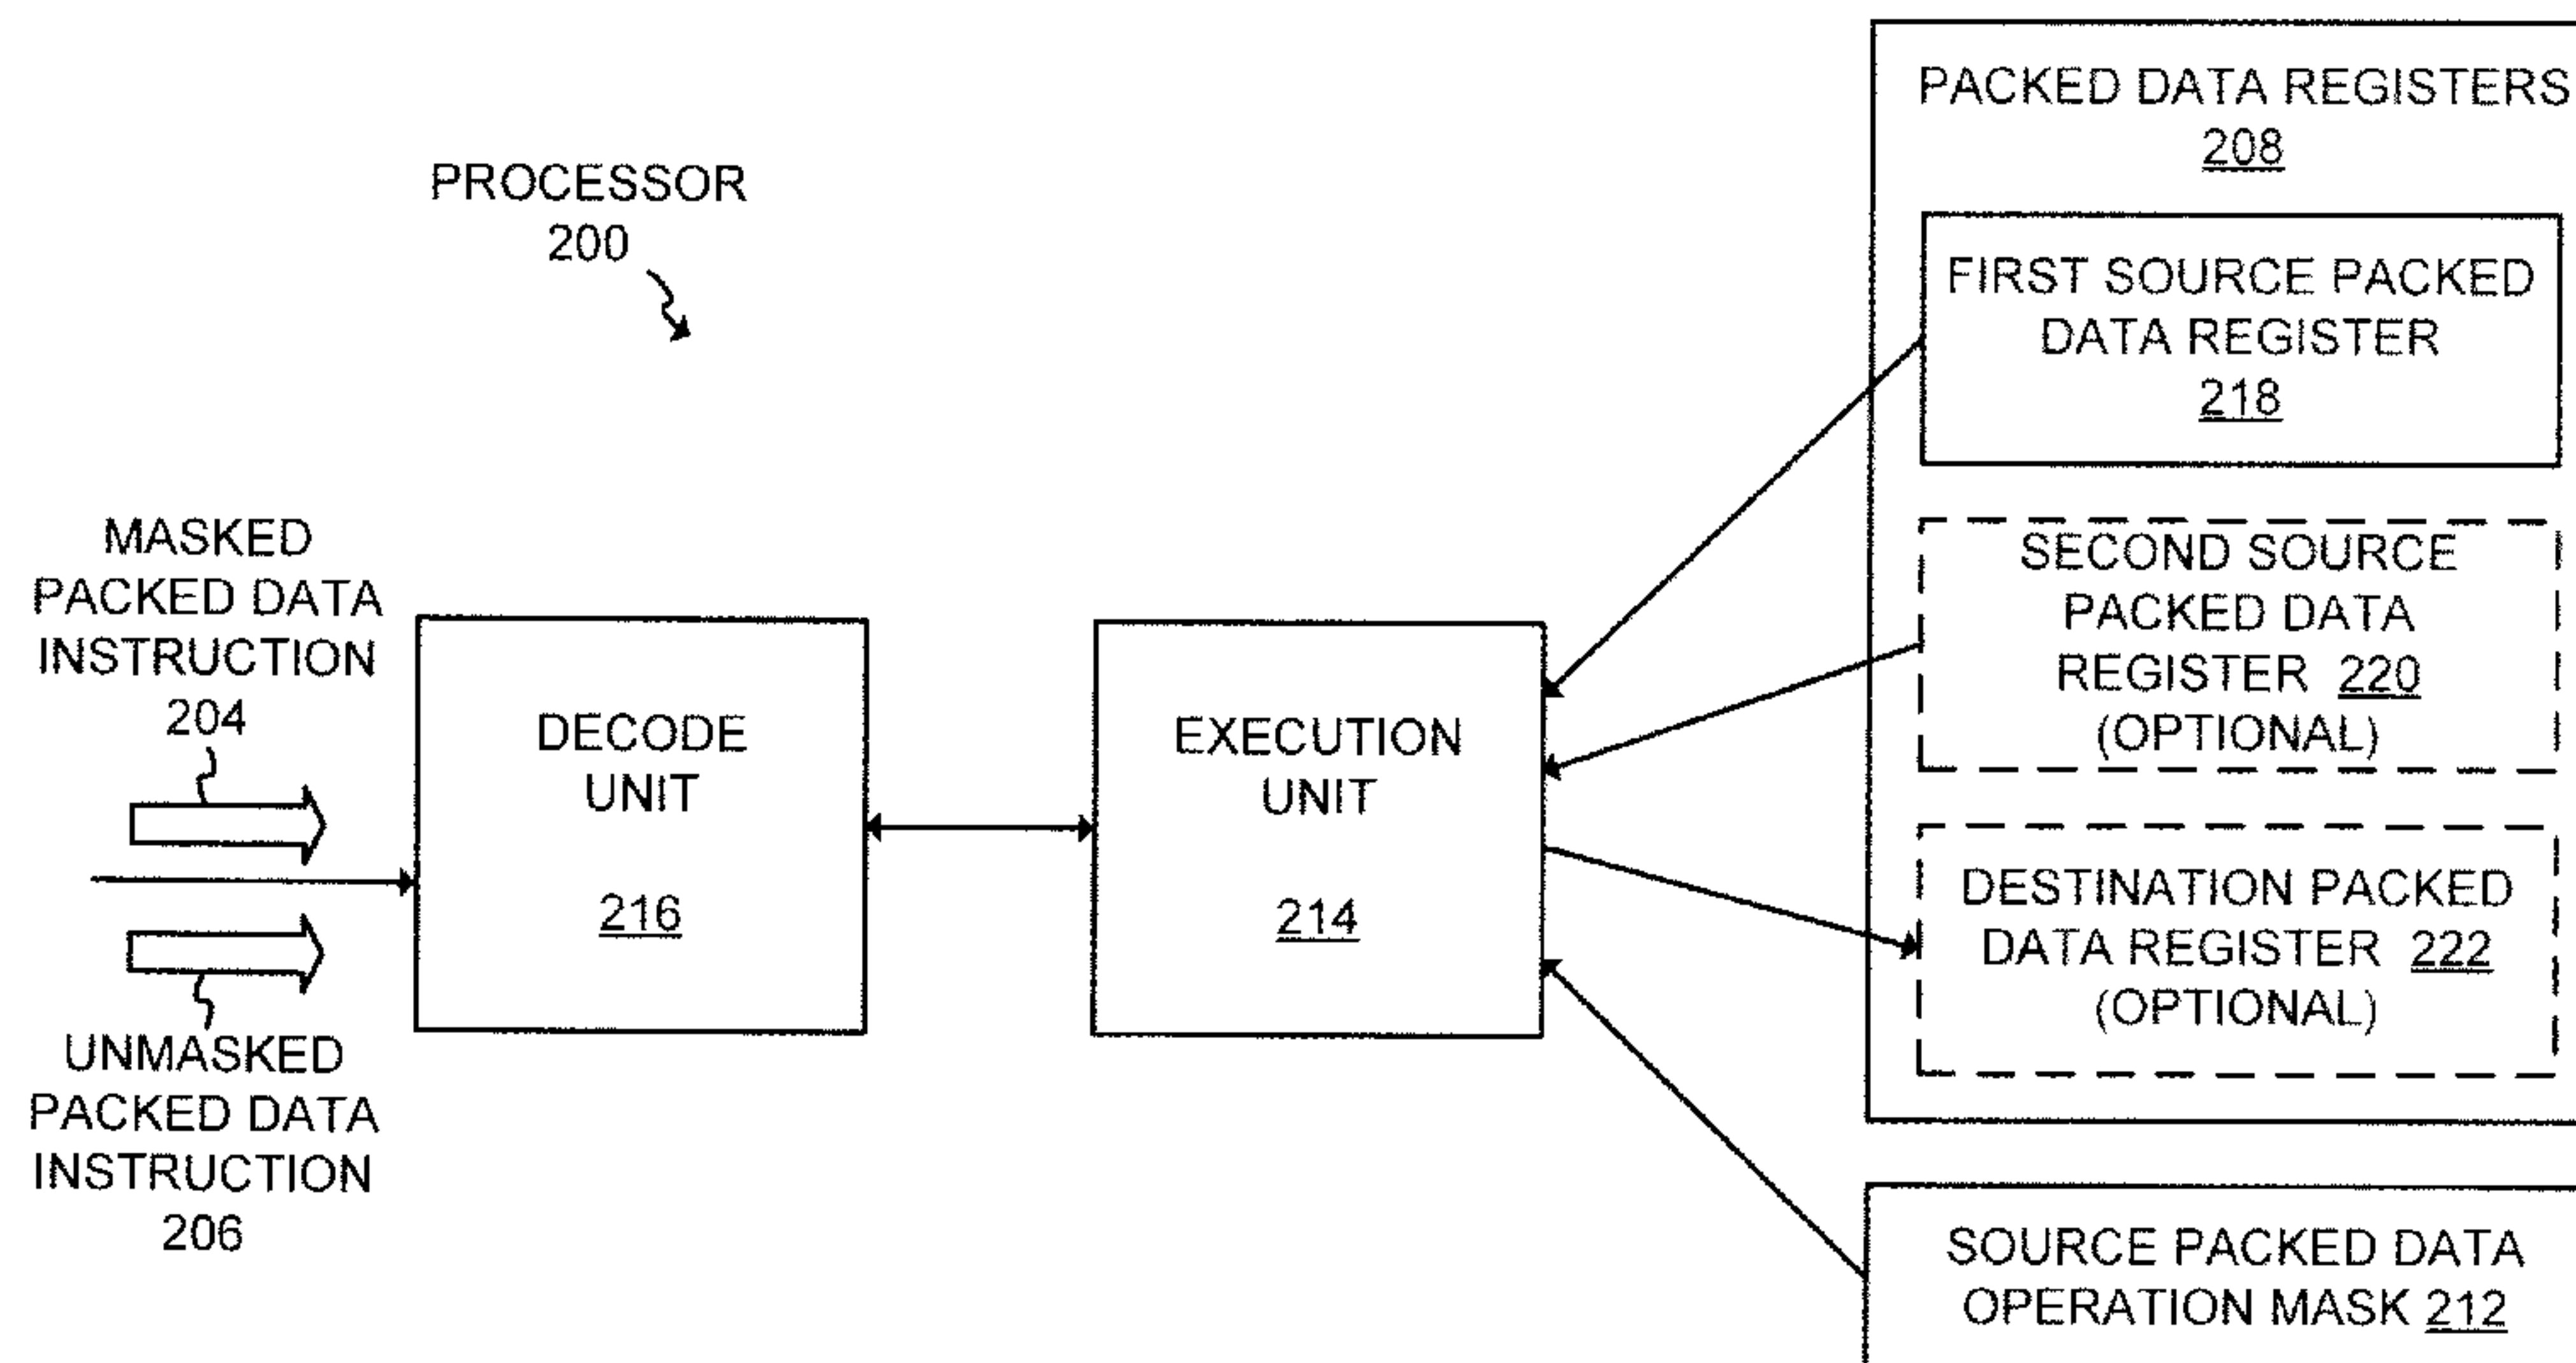 PROCESSOR
200
MASKED
PACKED DATA
INSTRUCTION
204
UNMASKED
PACKED DATA
INSTRUCTION
206
DECODE
UNIT
216
EXECUTION
UNIT
214
PACKED DATA REGISTERS
208
FIRST SOURCE PACKED
DATA REGISTER
218
SECOND SOURCE
PACKED DATA
REGISTER 220
(OPTIONAL)
DESTINATION PACKED
DATA REGISTER 222
(OPTIONAL)
SOURCE PACKED DATA
OPERATION MASK 212